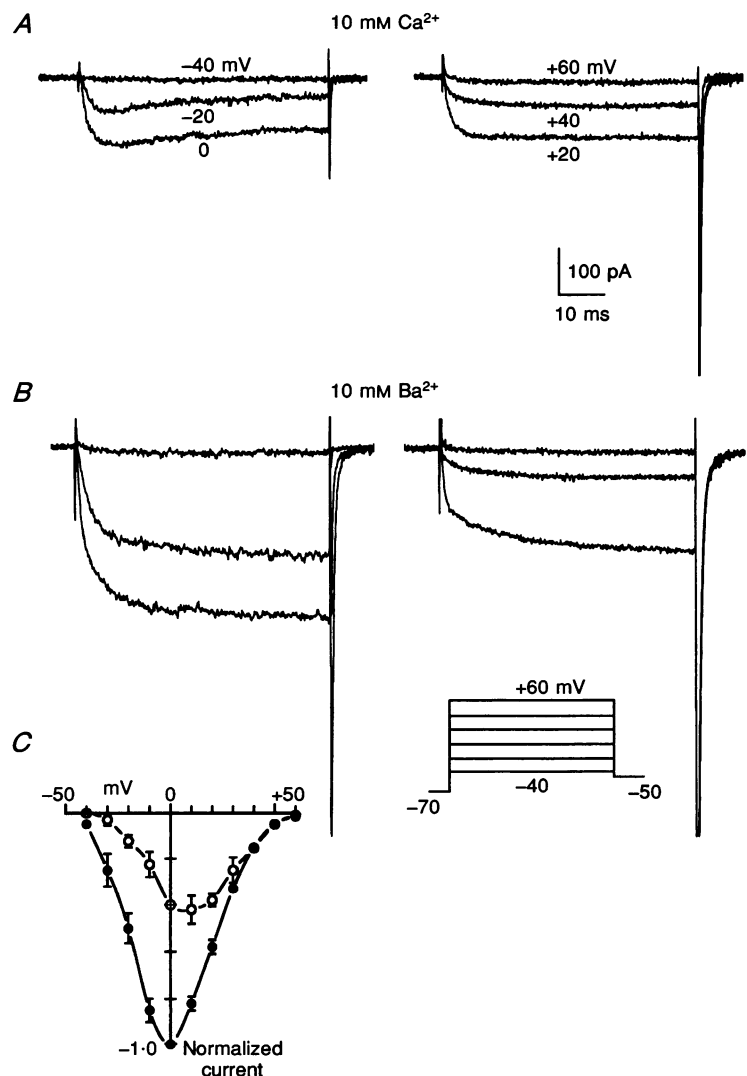 A
10 mM Ca²⁺
−40 mV
−20
0
+60 mV
+40
+20
100 pA
10 ms
B
10 mM Ba²⁺
+60 mV
−40
−70
−50
C
−50
mV
0
+50
−1·0
Normalized
current